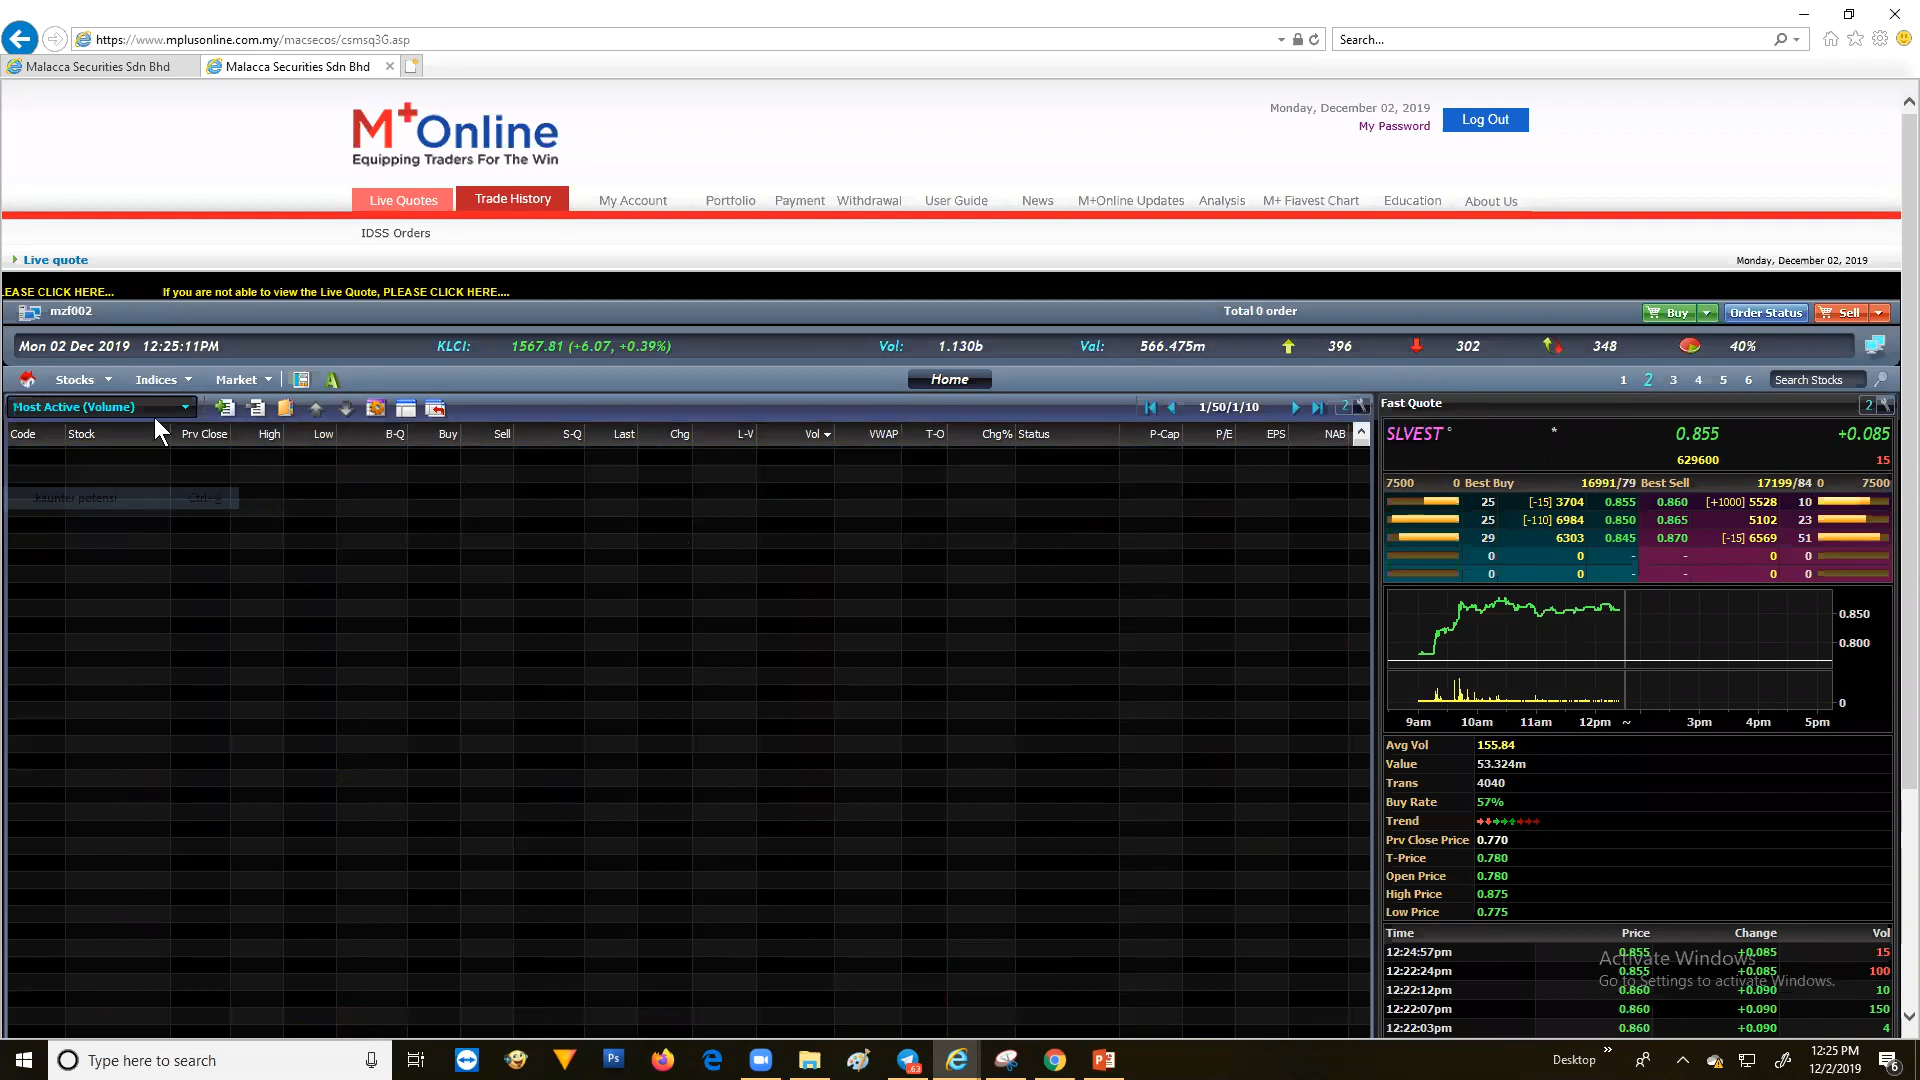 https://www.mplusonline.com.my/macsecos/csmsq3G.asp
Search...
Malacca Securities Sdn Bhd
Malacca Securities Sdn Bhd
M+Online
Equipping Traders For The Win
Monday, December 02, 2019
My Password
Log Out
Live Quotes Trade History My Account Portfolio Payment Withdrawal User Guide News M+Online Updates Analysis M+ Fiavest Chart Education About Us
IDSS Orders
Live quote
Monday, December 02, 2019
LEASE CLICK HERE... If you are not able to view the Live Quote, PLEASE CLICK HERE....
mzf002 Total 0 order Buy Order Status Sell
Mon 02 Dec 2019 12:25:11PM KLCI: 1567.81 (+6.07, +0.39%) Vol: 1.130b Val: 566.475m 396 302 348 40%
Stocks Indices Market A Home 1 2 3 4 5 6 Search Stocks
Most Active (Volume) 1/50/1/10 2
Code Stock Prv Close High Low B-Q Buy Sell S-Q Last Chg L-V Vol VWAP T-O Chg% Status P-Cap P/E EPS NAB
kaunter potensi Ctrl-4
Fast Quote 2
SLVEST * 0.855 +0.085
629600 15
7500 0 Best Buy 16991/79 Best Sell 17199/84 0 7500
25 [-15] 3704 0.855 0.860 [+1000] 5528 10
25 [-110] 6984 0.850 0.865 5102 23
29 6303 0.845 0.870 [-15] 6569 51
0 0 - - 0 0
0 0 - - 0 0
0.850
0.800
0
9am 10am 11am 12pm ~ 3pm 4pm 5pm
Avg Vol 155.84
Value 53.324m
Trans 4040
Buy Rate 57%
Trend
Prv Close Price 0.770
T-Price 0.780
Open Price 0.780
High Price 0.875
Low Price 0.775
Time Price Change Vol
12:24:57pm 0.855 +0.085 15
12:22:24pm 0.855 +0.085 100
12:22:12pm 0.860 +0.090 10
12:22:07pm 0.860 +0.090 150
12:22:03pm 0.860 +0.090 4
Activate Windows
Go to Settings to activate Windows.
Type here to search
Ps
63
Desktop
12:25 PM
12/2/2019
6